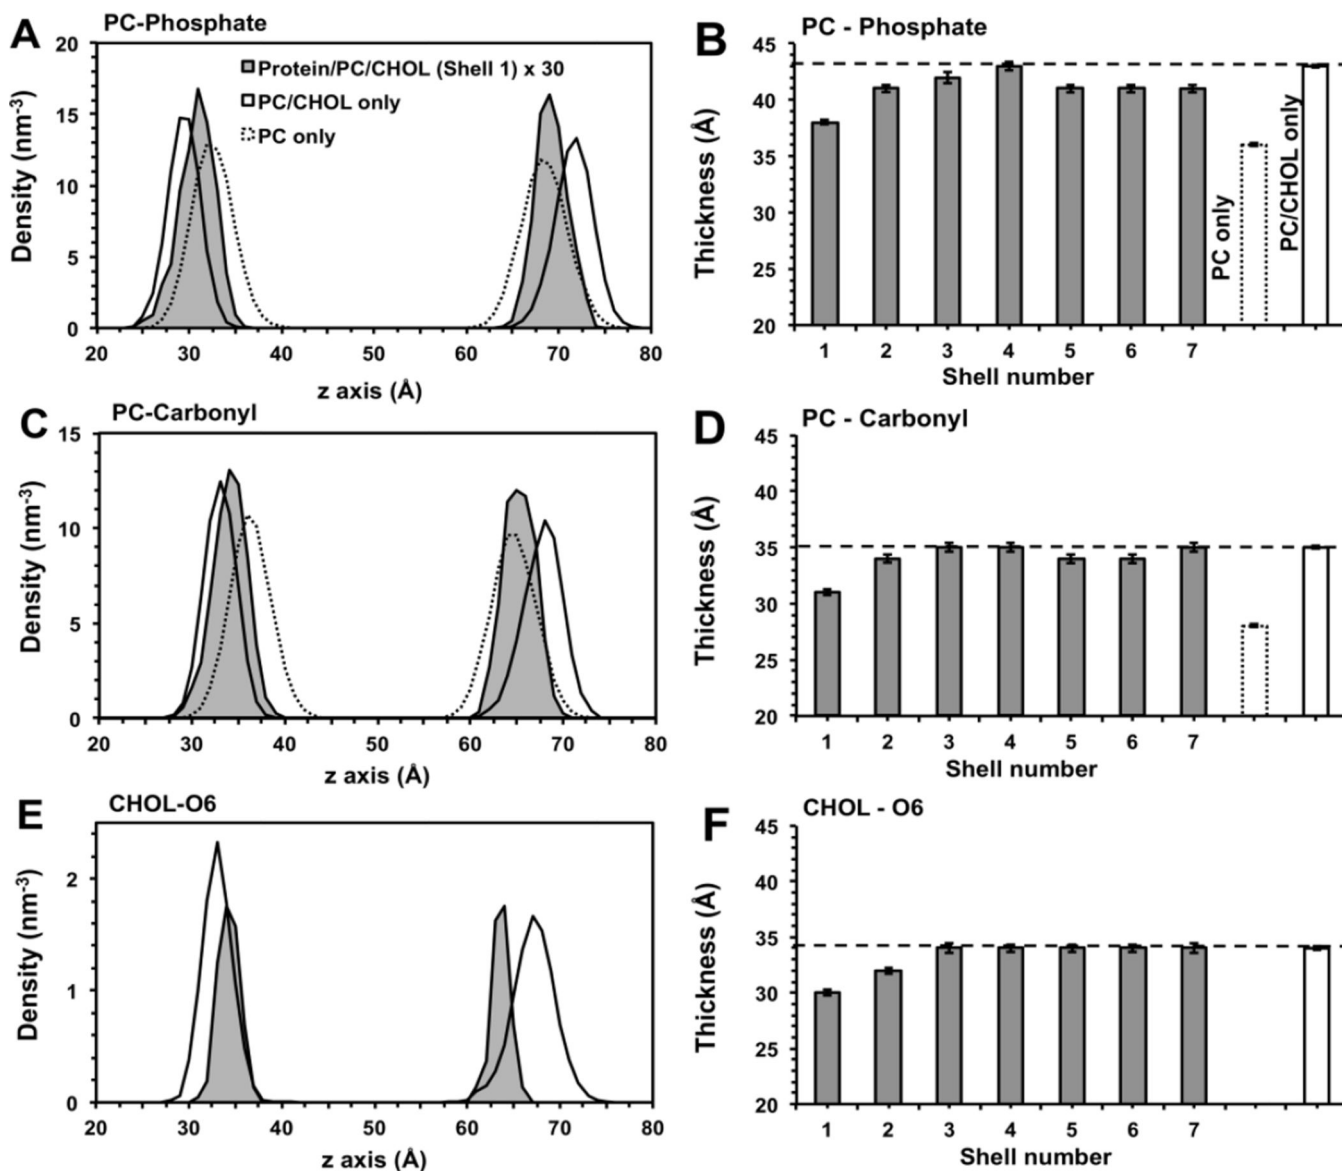 A
PC-Phosphate
Density (nm-3)
20
15
10
5
0
Protein/PC/CHOL (Shell 1) x 30
PC/CHOL only
PC only
20 30 40 50 60 70 80
z axis (Å)
B
PC - Phosphate
Thickness (Å)
45
40
35
30
25
20
PC only
PC/CHOL only
1 2 3 4 5 6 7
Shell number
C
PC-Carbonyl
Density (nm-3)
15
10
5
0
20 30 40 50 60 70 80
z axis (Å)
D
PC - Carbonyl
Thickness (Å)
45
40
35
30
25
20
1 2 3 4 5 6 7
Shell number
E
CHOL-O6
Density (nm-3)
2
1
0
20 30 40 50 60 70 80
z axis (Å)
F
CHOL - O6
Thickness (Å)
45
40
35
30
25
20
1 2 3 4 5 6 7
Shell number